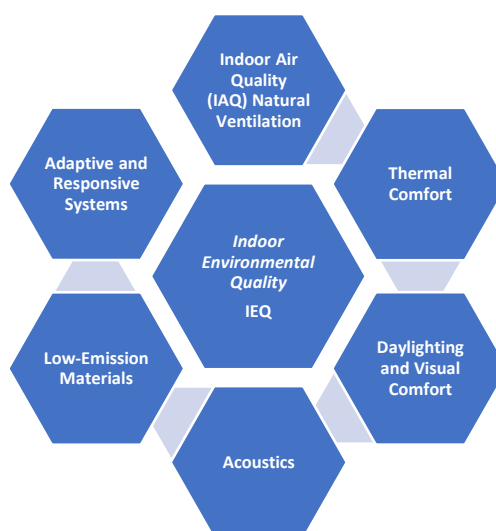 Indoor Air
Quality
(IAQ) Natural
Ventilation
Adaptive and
Responsive
Systems
Thermal
Comfort
Indoor
Environmental
Quality
IEQ
Low-Emission
Materials
Daylighting
and Visual
Comfort
Acoustics